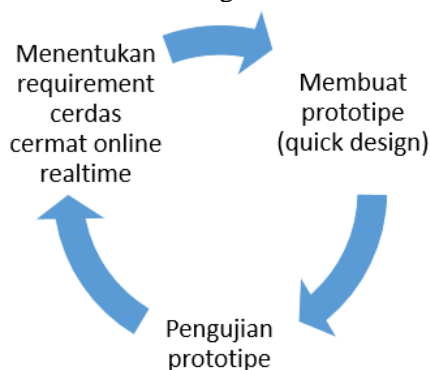 Menentukan
requirement
cerdas
cermat online
realtime
Membuat
prototipe
(quick design)
Pengujian
prototipe